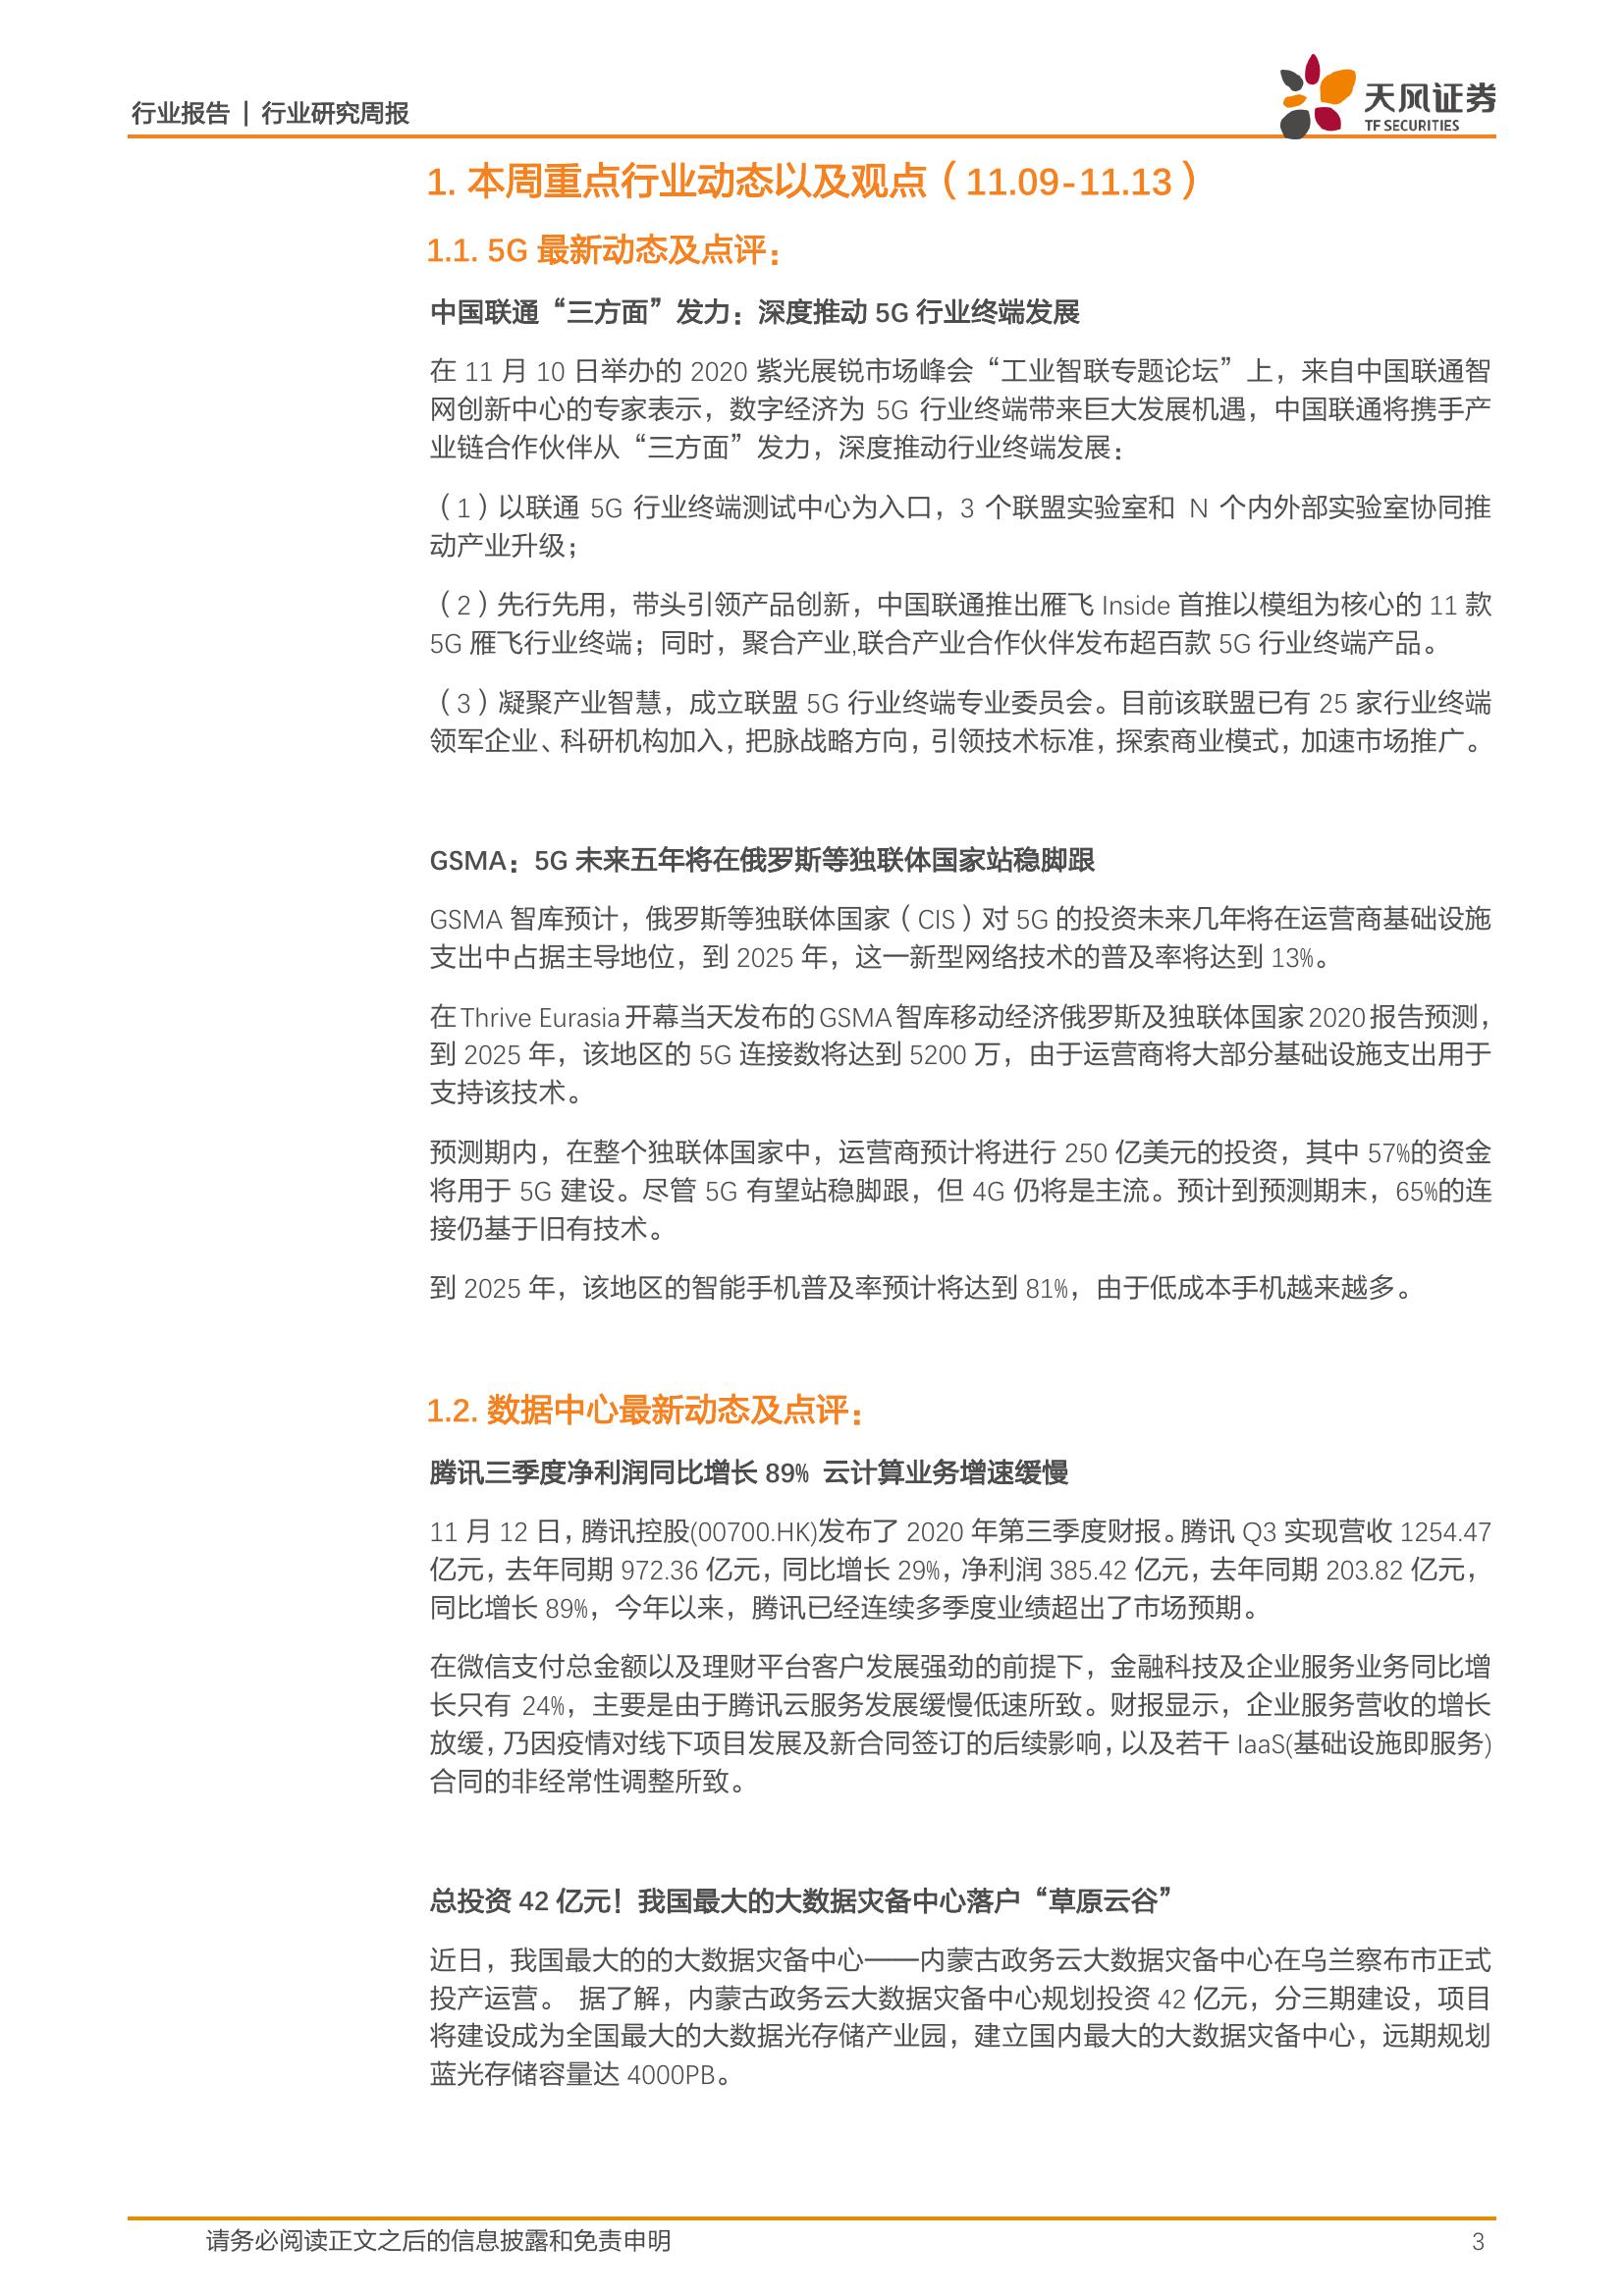 行业报告 | 行业研究周报
天风证券
TF SECURITIES
1. 本周重点行业动态以及观点（11.09-11.13）
1.1. 5G 最新动态及点评：
中国联通“三方面”发力：深度推动 5G 行业终端发展
在 11 月 10 日举办的 2020 紫光展锐市场峰会“工业智联专题论坛”上，来自中国联通智
网创新中心的专家表示，数字经济为 5G 行业终端带来巨大发展机遇，中国联通将携手产
业链合作伙伴从“三方面”发力，深度推动行业终端发展：
（1）以联通 5G 行业终端测试中心为入口，3 个联盟实验室和 N 个内外部实验室协同推
动产业升级；
（2）先行先用，带头引领产品创新，中国联通推出雁飞 Inside 首推以模组为核心的 11 款
5G 雁飞行业终端；同时，聚合产业,联合产业合作伙伴发布超百款 5G 行业终端产品。
（3）凝聚产业智慧，成立联盟 5G 行业终端专业委员会。目前该联盟已有 25 家行业终端
领军企业、科研机构加入，把脉战略方向，引领技术标准，探索商业模式，加速市场推广。
GSMA：5G 未来五年将在俄罗斯等独联体国家站稳脚跟
GSMA 智库预计，俄罗斯等独联体国家（CIS）对 5G 的投资未来几年将在运营商基础设施
支出中占据主导地位，到 2025 年，这一新型网络技术的普及率将达到 13%。
在 Thrive Eurasia 开幕当天发布的 GSMA 智库移动经济俄罗斯及独联体国家 2020 报告预测，
到 2025 年，该地区的 5G 连接数将达到 5200 万，由于运营商将大部分基础设施支出用于
支持该技术。
预测期内，在整个独联体国家中，运营商预计将进行 250 亿美元的投资，其中 57%的资金
将用于 5G 建设。尽管 5G 有望站稳脚跟，但 4G 仍将是主流。预计到预测期末，65%的连
接仍基于旧有技术。
到 2025 年，该地区的智能手机普及率预计将达到 81%，由于低成本手机越来越多。
1.2. 数据中心最新动态及点评：
腾讯三季度净利润同比增长 89% 云计算业务增速缓慢
11 月 12 日，腾讯控股(00700.HK)发布了 2020 年第三季度财报。腾讯 Q3 实现营收 1254.47
亿元，去年同期 972.36 亿元，同比增长 29%，净利润 385.42 亿元，去年同期 203.82 亿元，
同比增长 89%，今年以来，腾讯已经连续多季度业绩超出了市场预期。
在微信支付总金额以及理财平台客户发展强劲的前提下，金融科技及企业服务业务同比增
长只有 24%，主要是由于腾讯云服务发展缓慢低速所致。财报显示，企业服务营收的增长
放缓，乃因疫情对线下项目发展及新合同签订的后续影响，以及若干 IaaS(基础设施即服务)
合同的非经常性调整所致。
总投资 42 亿元！我国最大的大数据灾备中心落户“草原云谷”
近日，我国最大的的大数据灾备中心——内蒙古政务云大数据灾备中心在乌兰察布市正式
投产运营。 据了解，内蒙古政务云大数据灾备中心规划投资 42 亿元，分三期建设，项目
将建设成为全国最大的大数据光存储产业园，建立国内最大的大数据灾备中心，远期规划
蓝光存储容量达 4000PB。
请务必阅读正文之后的信息披露和免责申明
3